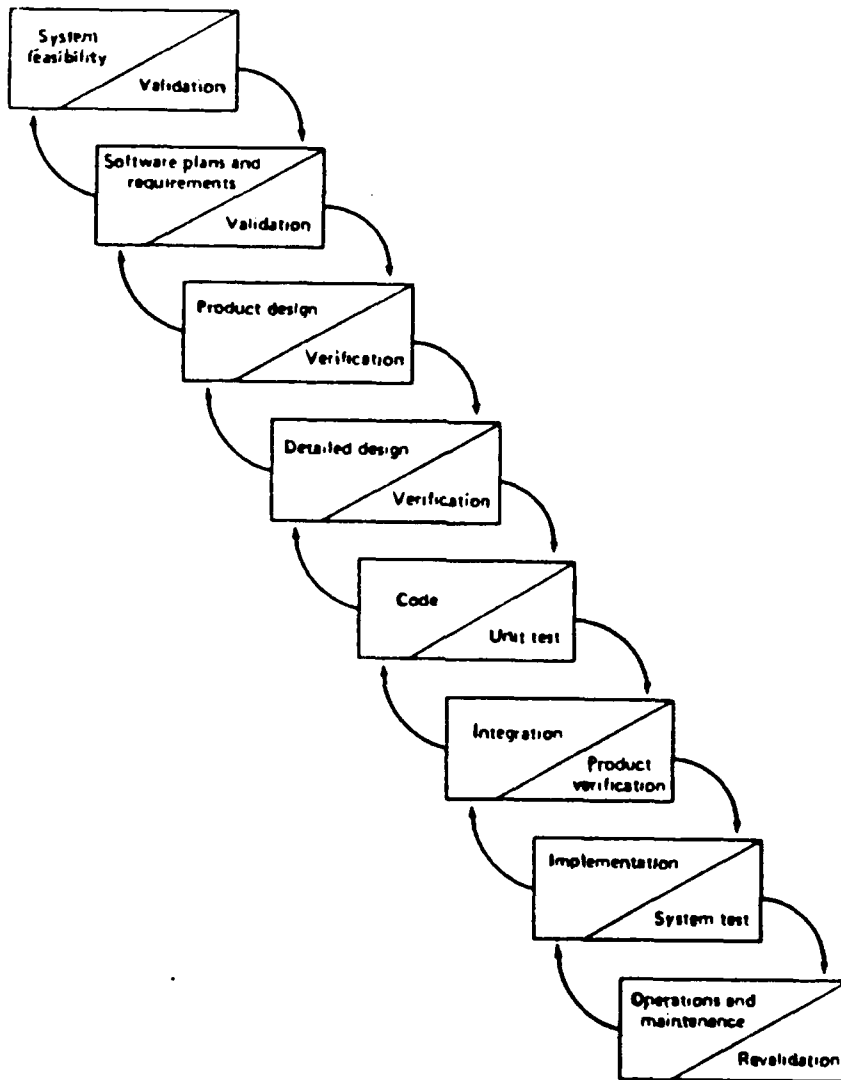 System
feasibility
Validation
Software plans and
requirements
Validation
Product design
Verification
Detailed design
Verification
Code
Unit test
Integration
Product
verification
Implementation
System test
Operations and
maintenance
Revalidation